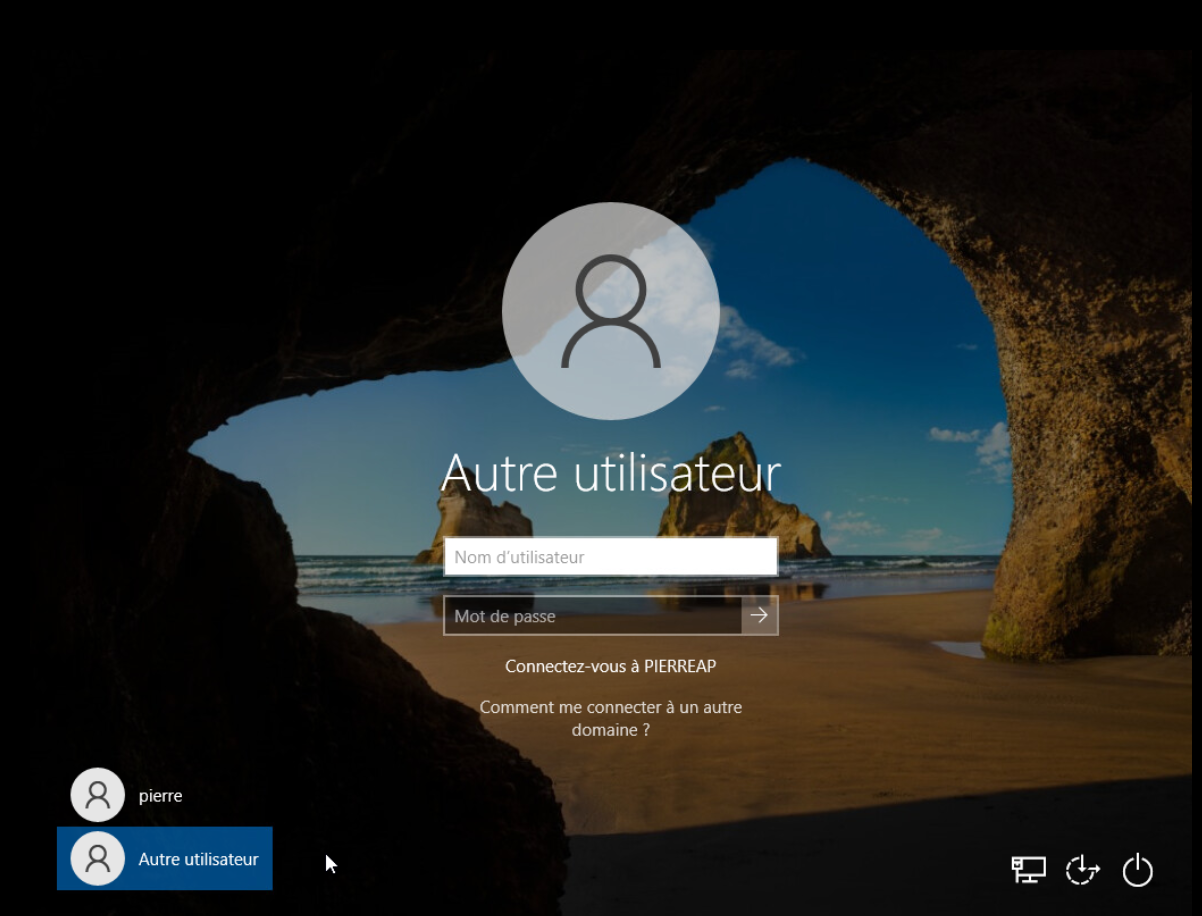 Autre utilisateur
Nom d'utilisateur
Mot de passe
Connectez-vous à PIERREAP
Comment me connecter à un autre
domaine ?
pierre
Autre utilisateur